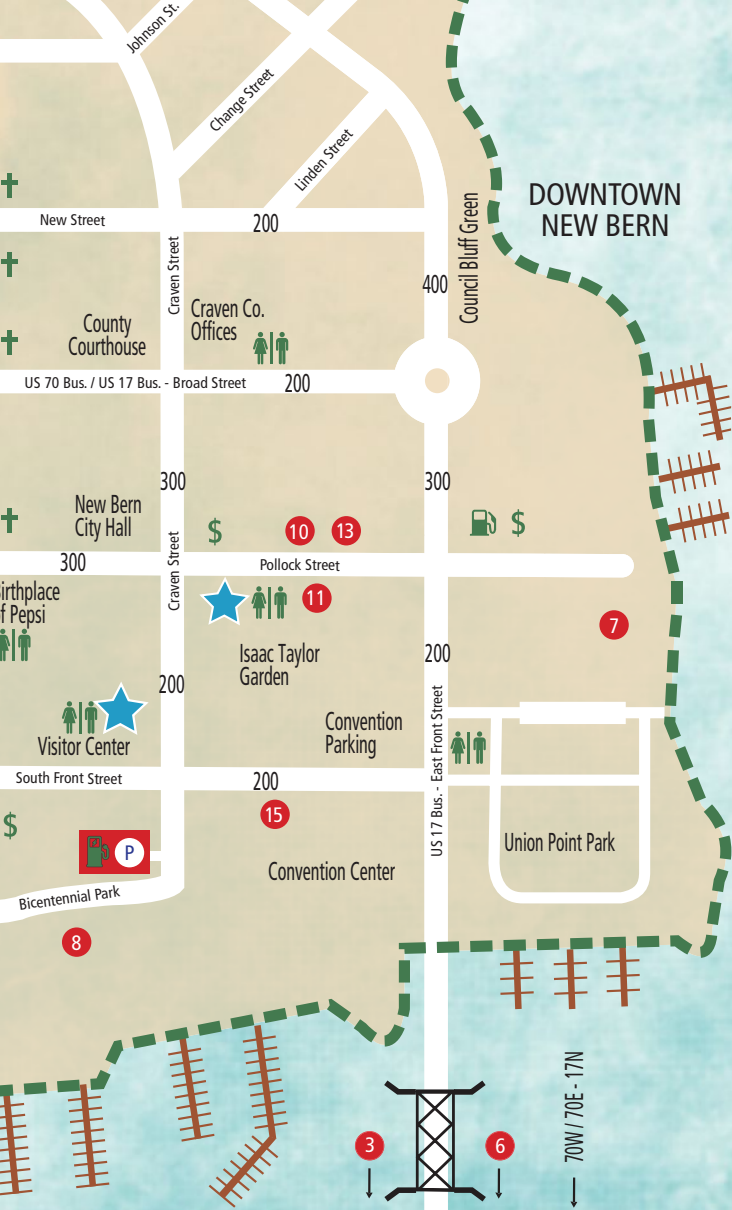 Johnson St.
Change Street
Linden Street
DOWNTOWN
NEW BERN
New Street
200
Council Bluff Green
Craven Street
400
Craven Co.
Offices
County
Courthouse
US 70 Bus. / US 17 Bus. - Broad Street
200
300
300
New Bern
City Hall
$
10
13
$
Craven Street
300
Pollock Street
irthplace
f Pepsi
11
7
Isaac Taylor
Garden
200
200
US 17 Bus. - East Front Street
Convention
Parking
Visitor Center
South Front Street
200
$
15
P
Union Point Park
Convention Center
Bicentennial Park
8
70W / 70E - 17N
3
6